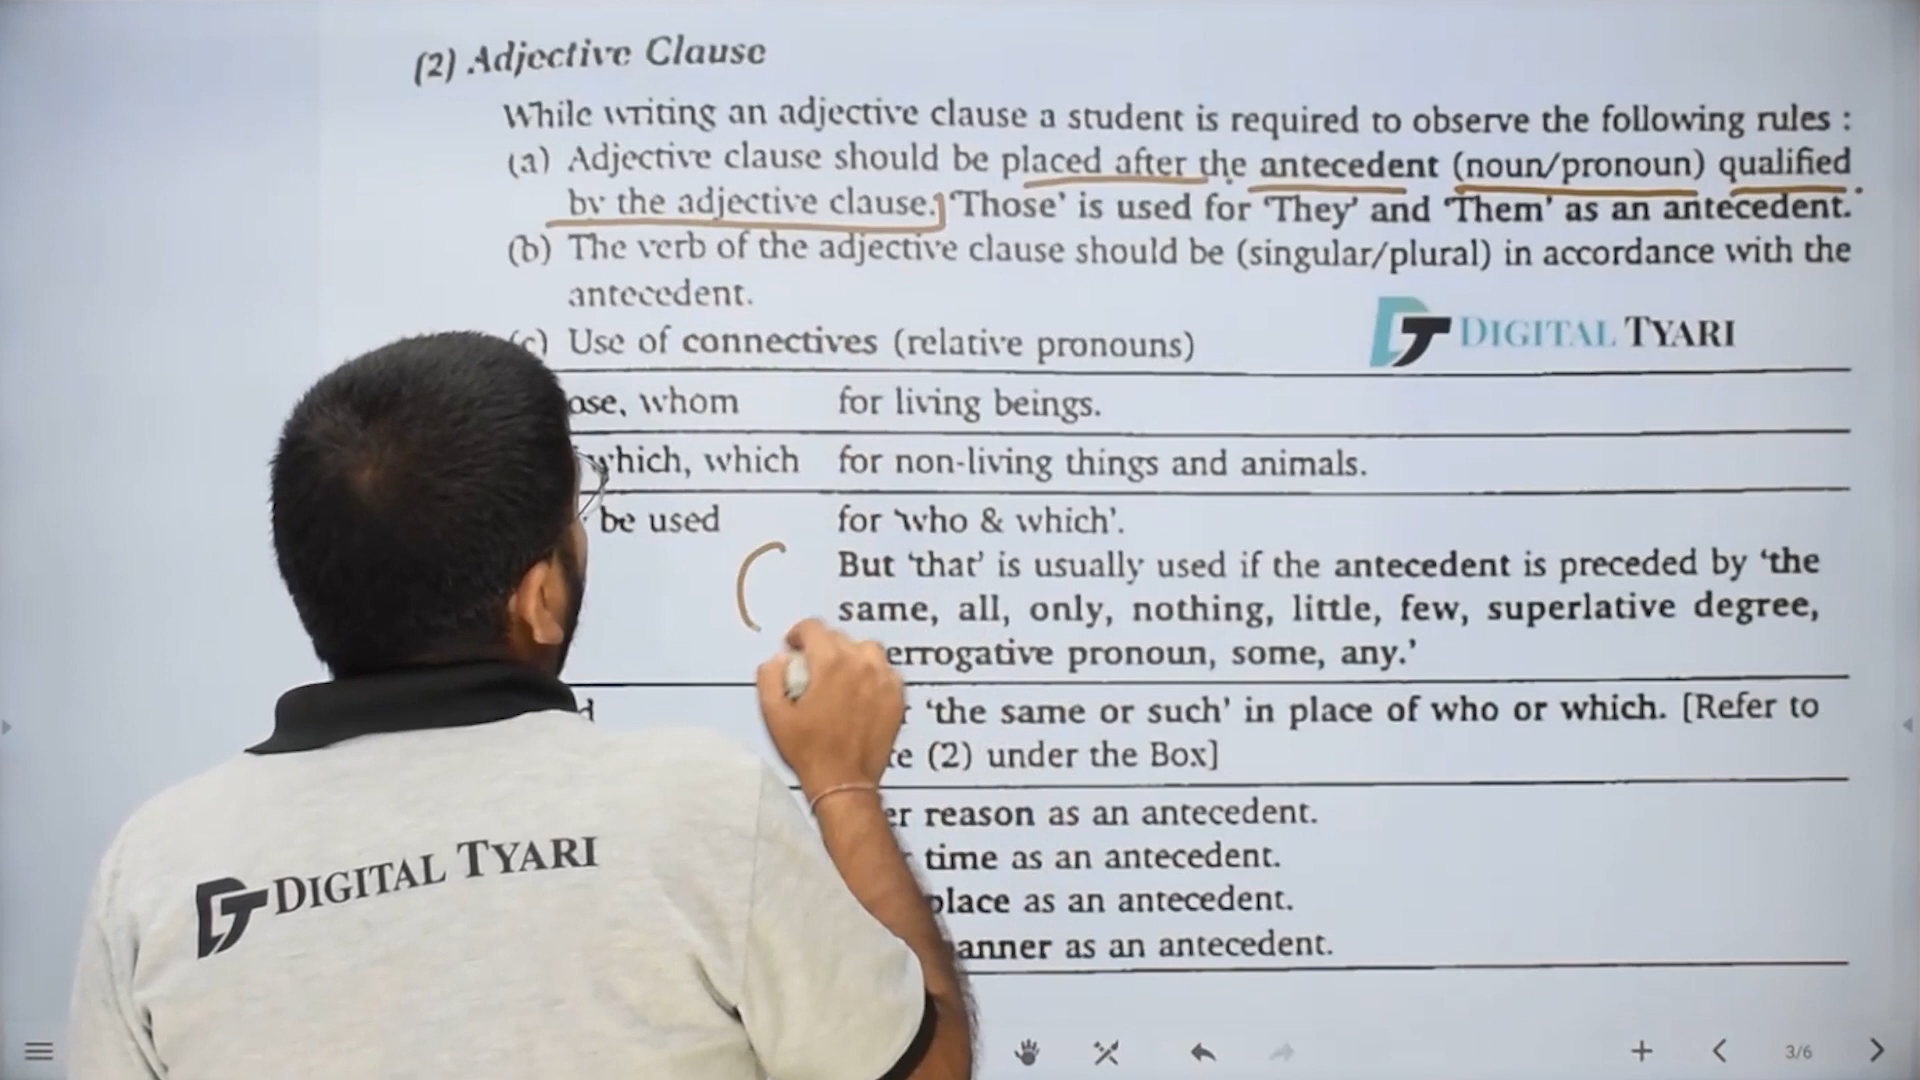 (2) Adjective Clause
While writing an adjective clause a student is required to observe the following rules :
(a) Adjective clause should be placed after the antecedent (noun/pronoun) qualified
by the adjective clause. 'Those' is used for 'They' and 'Them' as an antecedent.
(b) The verb of the adjective clause should be (singular/plural) in accordance with the
antecedent.
DT DIGITAL TYARI
(c) Use of connectives (relative pronouns)
whom for living beings.
which, which for non-living things and animals.
be used for 'who & which'.
But 'that' is usually used if the antecedent is preceded by 'the
same, all, only, nothing, little, few, superlative degree,
errogative pronoun, some, any.'
'the same or such' in place of who or which. [Refer to
(2) under the Box]
reason as an antecedent.
time as an antecedent.
place as an antecedent.
anner as an antecedent.
DT DIGITAL TYARI
3/6